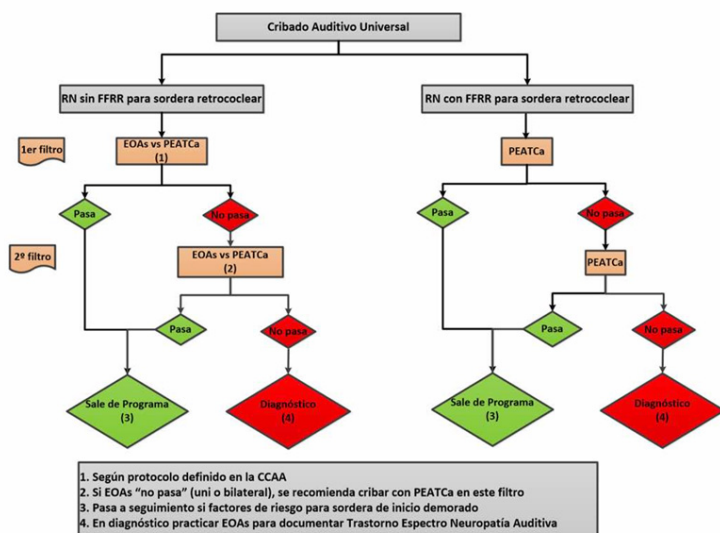 Cribado Auditivo Universal
RN sin FFRR para sordera retrococlear
RN con FFRR para sordera retrococlear
1er filtro
EOAs vs PEATCa
(1)
PEATCa
Pasa
No pasa
Pasa
No pasa
2º filtro
EOAs vs PEATCa
(2)
PEATCa
Pasa
No pasa
Pasa
No pasa
Sale de Programa
(3)
Diagnóstico
(4)
Sale de Programa
(3)
Diagnóstico
(4)
1. Según protocolo definido en la CCAA
2. Si EOAs “no pasa” (uni o bilateral), se recomienda cribar con PEATCa en este filtro
3. Pasa a seguimiento si factores de riesgo para sordera de inicio demorado
4. En diagnóstico practicar EOAs para documentar Trastorno Espectro Neuropatía Auditiva